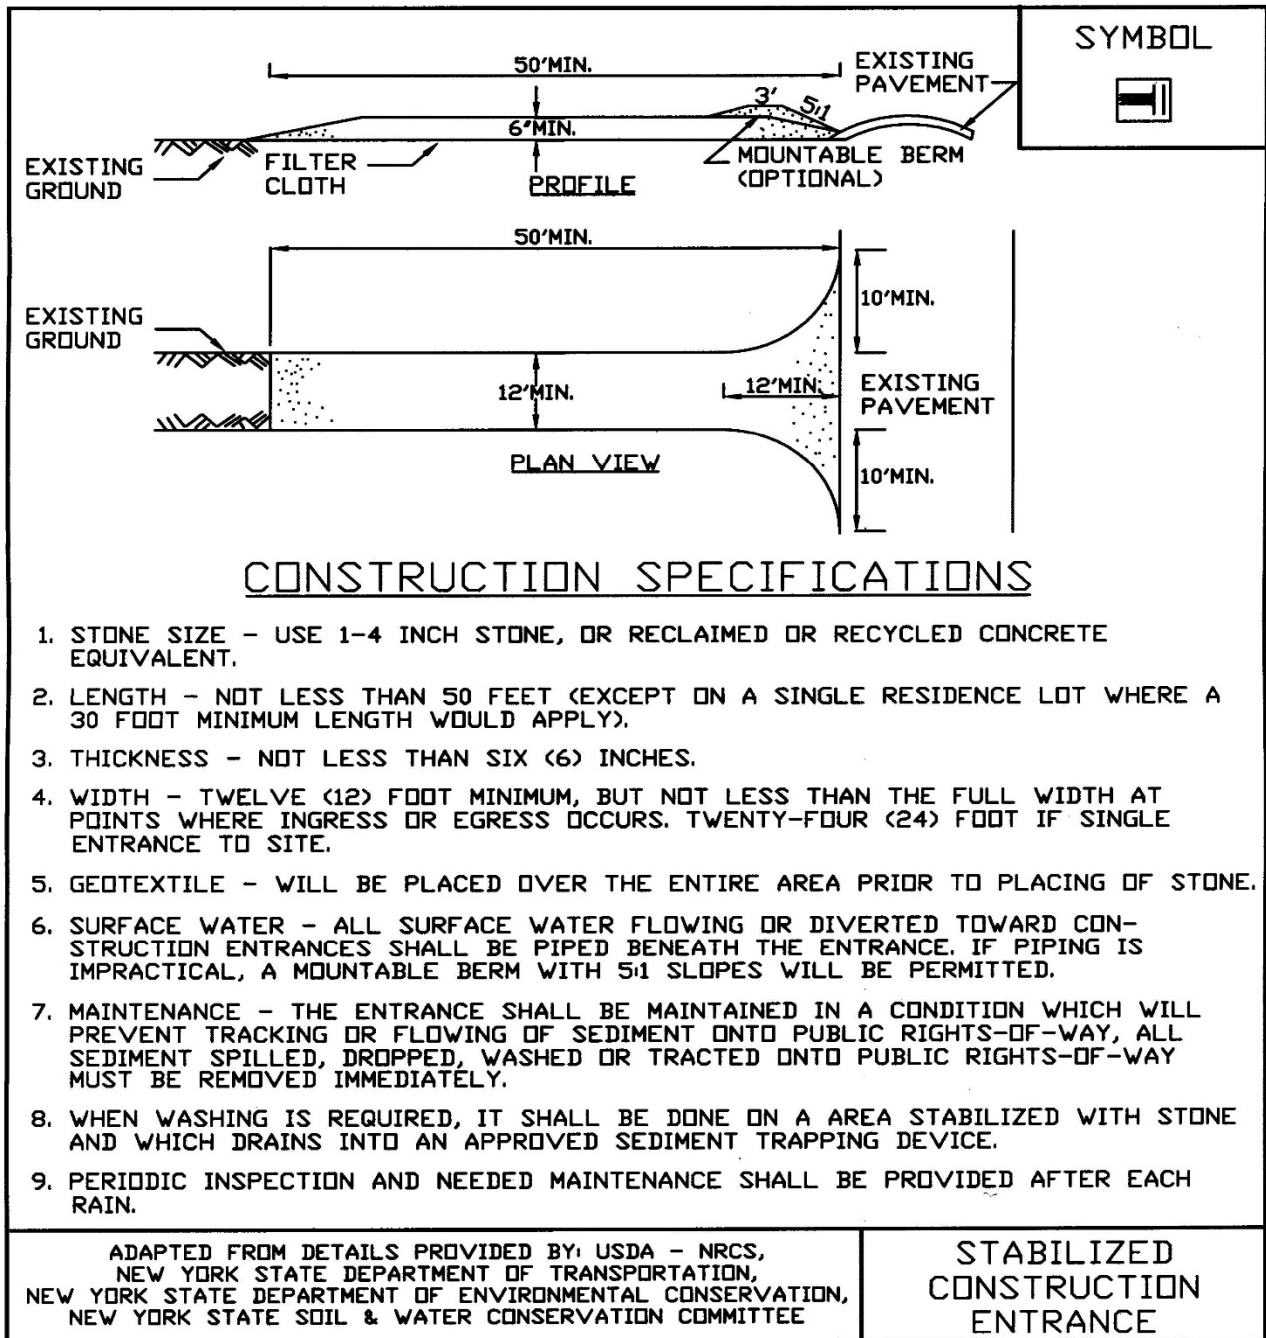 SYMBOL
50'MIN.
EXISTING
PAVEMENT
3'
5:1
6"MIN.
EXISTING
GROUND
FILTER
CLOTH
PROFILE
MOUNTABLE BERM
(OPTIONAL)
50'MIN.
10'MIN.
EXISTING
GROUND
12'MIN.
12'MIN.
EXISTING
PAVEMENT
PLAN VIEW
10'MIN.
CONSTRUCTION SPECIFICATIONS
1. STONE SIZE - USE 1-4 INCH STONE, OR RECLAIMED OR RECYCLED CONCRETE
EQUIVALENT.
2. LENGTH - NOT LESS THAN 50 FEET (EXCEPT ON A SINGLE RESIDENCE LOT WHERE A
30 FOOT MINIMUM LENGTH WOULD APPLY).
3. THICKNESS - NOT LESS THAN SIX (6) INCHES.
4. WIDTH - TWELVE (12) FOOT MINIMUM, BUT NOT LESS THAN THE FULL WIDTH AT
POINTS WHERE INGRESS OR EGRESS OCCURS. TWENTY-FOUR (24) FOOT IF SINGLE
ENTRANCE TO SITE.
5. GEOTEXTILE - WILL BE PLACED OVER THE ENTIRE AREA PRIOR TO PLACING OF STONE.
6. SURFACE WATER - ALL SURFACE WATER FLOWING OR DIVERTED TOWARD CON-
STRUCTION ENTRANCES SHALL BE PIPED BENEATH THE ENTRANCE. IF PIPING IS
IMPRACTICAL, A MOUNTABLE BERM WITH 5:1 SLOPES WILL BE PERMITTED.
7. MAINTENANCE - THE ENTRANCE SHALL BE MAINTAINED IN A CONDITION WHICH WILL
PREVENT TRACKING OR FLOWING OF SEDIMENT ONTO PUBLIC RIGHTS-OF-WAY, ALL
SEDIMENT SPILLED, DROPPED, WASHED OR TRACTED ONTO PUBLIC RIGHTS-OF-WAY
MUST BE REMOVED IMMEDIATELY.
8. WHEN WASHING IS REQUIRED, IT SHALL BE DONE ON A AREA STABILIZED WITH STONE
AND WHICH DRAINS INTO AN APPROVED SEDIMENT TRAPPING DEVICE.
9. PERIODIC INSPECTION AND NEEDED MAINTENANCE SHALL BE PROVIDED AFTER EACH
RAIN.
ADAPTED FROM DETAILS PROVIDED BY: USDA - NRCS,
NEW YORK STATE DEPARTMENT OF TRANSPORTATION,
NEW YORK STATE DEPARTMENT OF ENVIRONMENTAL CONSERVATION,
NEW YORK STATE SOIL & WATER CONSERVATION COMMITTEE
STABILIZED
CONSTRUCTION
ENTRANCE